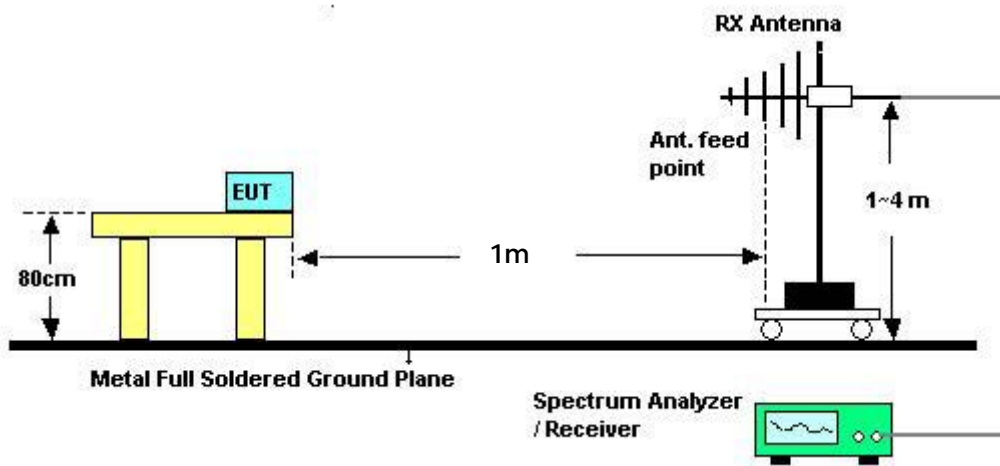 RX Antenna
Ant. feed
point
EUT
1~4 m
1m
80cm
Metal Full Soldered Ground Plane
Spectrum Analyzer
/ Receiver